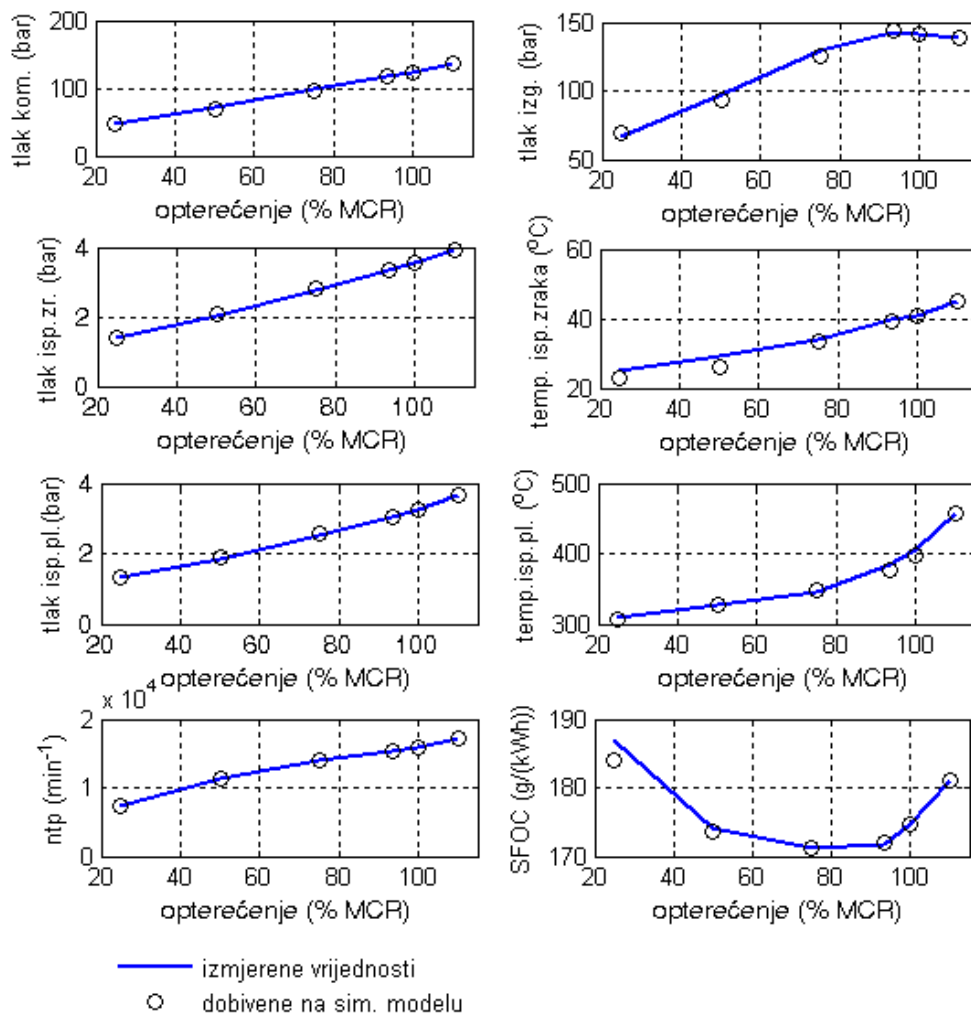 tlak kom. (bar)
200
100
0
20 40 60 80 100
opterećenje (% MCR)
tlak izg. (bar)
150
100
50
20 40 60 80 100
opterećenje (% MCR)
tlak isp.zr. (bar)
4
2
0
20 40 60 80 100
opterećenje (% MCR)
temp. isp.zraka (ºC)
60
40
20
20 40 60 80 100
opterećenje (% MCR)
tlak isp.pl.(bar)
4
2
0
20 40 60 80 100
opterećenje (% MCR)
temp.isp.pl. (ºC)
500
400
300
20 40 60 80 100
opterećenje (% MCR)
x 10⁴
ntp (min⁻¹)
2
1
0
20 40 60 80 100
opterećenje (% MCR)
SFOC (g/(kWh))
190
180
170
20 40 60 80 100
opterećenje (% MCR)
izmjerene vrijednosti
dobivene na sim. modelu